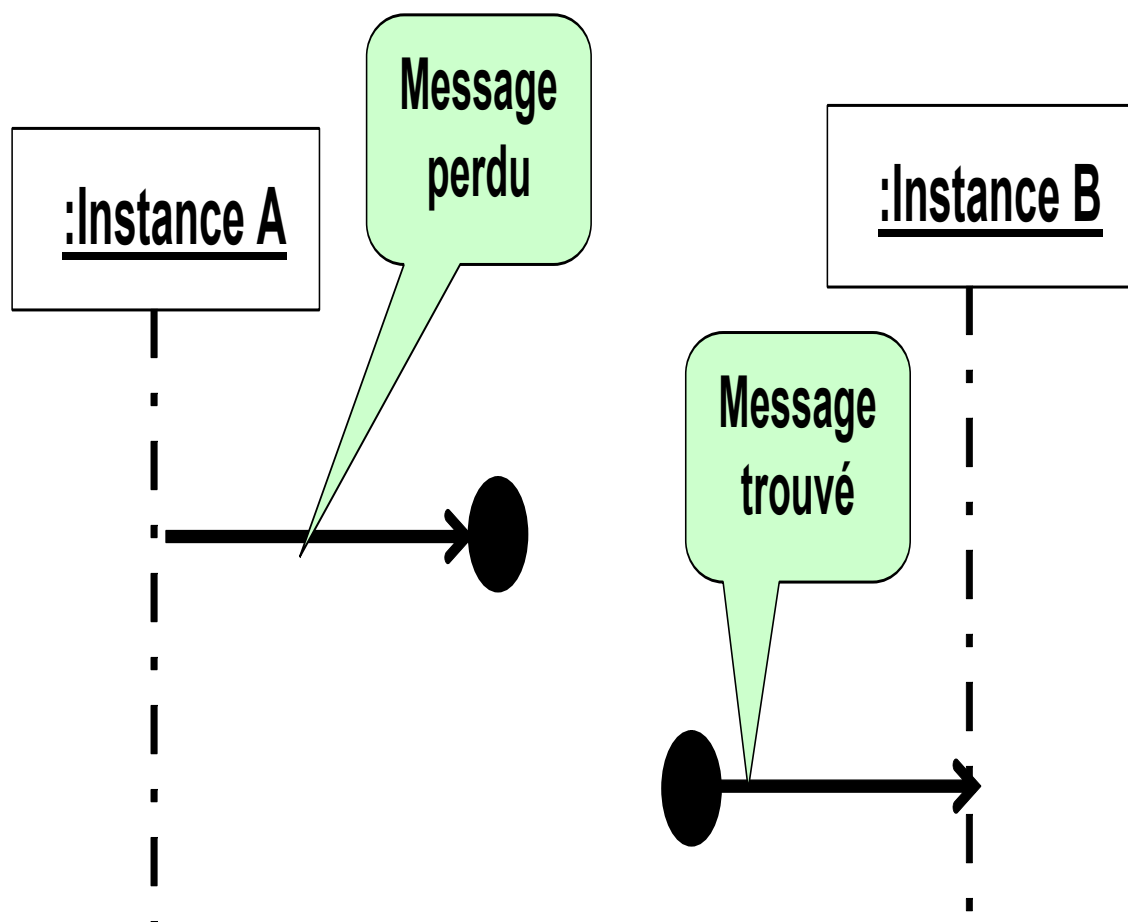 :Instance A
Message
perdu
:Instance B
Message
trouvé